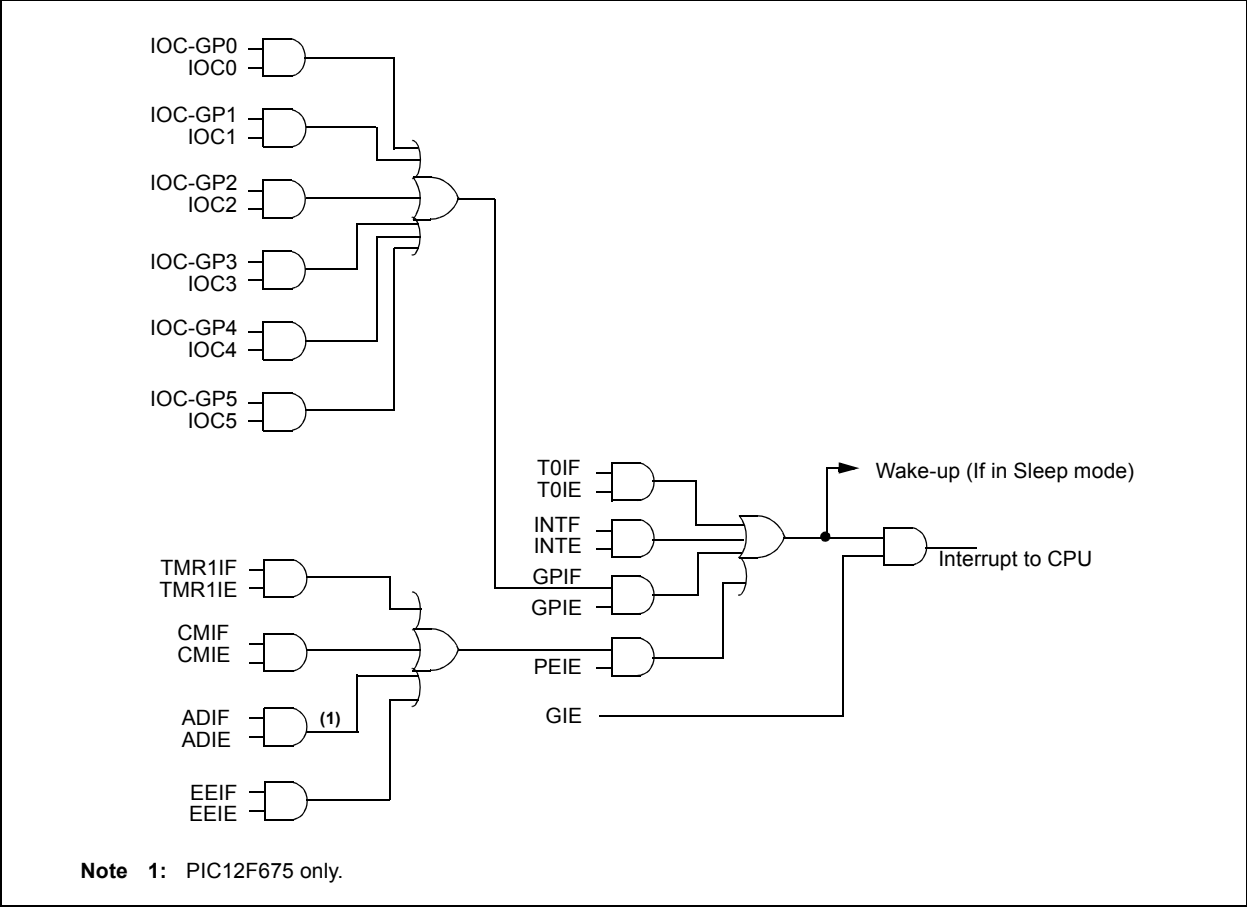 IOC-GP0
IOC0
IOC-GP1
IOC1
IOC-GP2
IOC2
IOC-GP3
IOC3
IOC-GP4
IOC4
IOC-GP5
IOC5
T0IF
T0IE
Wake-up (If in Sleep mode)
INTF
INTE
Interrupt to CPU
GPIF
GPIE
TMR1IF
TMR1IE
CMIF
CMIE
PEIE
ADIF
ADIE
(1)
GIE
EEIF
EEIE
Note 1: PIC12F675 only.